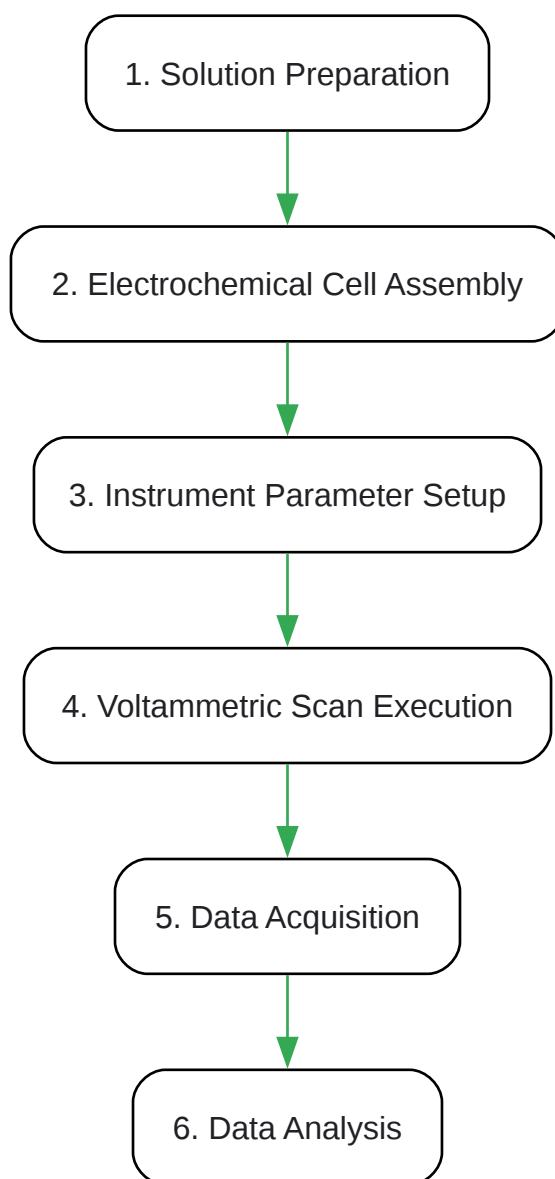 1. Solution Preparation
2. Electrochemical Cell Assembly
3. Instrument Parameter Setup
4. Voltammetric Scan Execution
5. Data Acquisition
6. Data Analysis